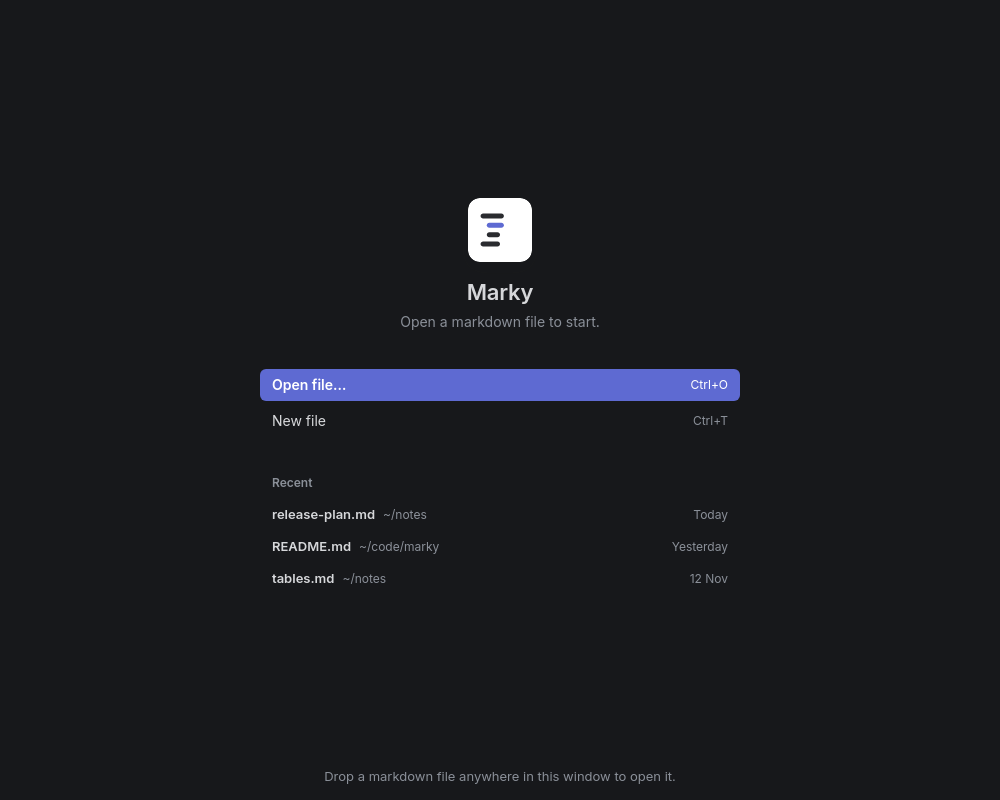 Marky
Open a markdown file to start.
Open file... Ctrl+O
New file Ctrl+T
Recent
release-plan.md ~/notes Today
README.md ~/code/marky Yesterday
tables.md ~/notes 12 Nov
Drop a markdown file anywhere in this window to open it.